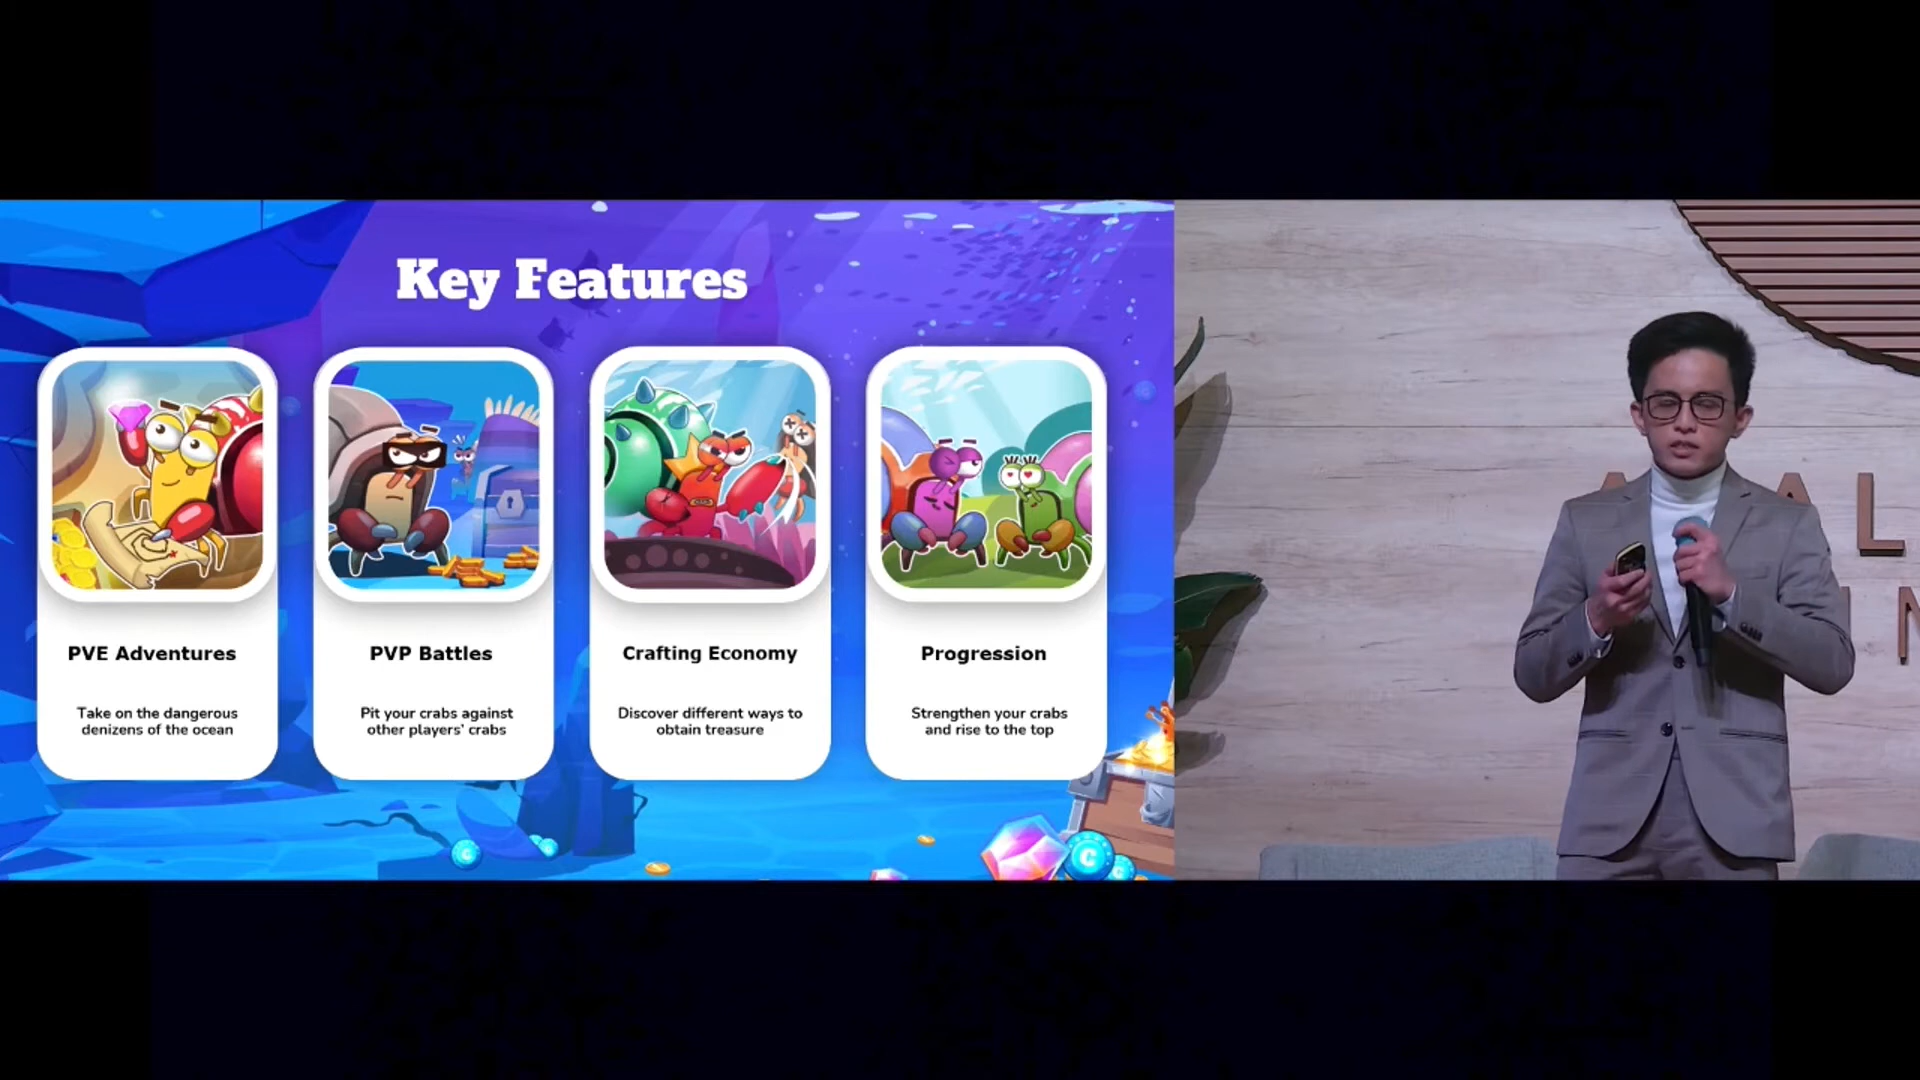 Key Features
PVE Adventures
Take on the dangerous
denizens of the ocean
PVP Battles
Pit your crabs against
other players' crabs
Crafting Economy
Discover different ways to
obtain treasure
Progression
Strengthen your crabs
and rise to the top